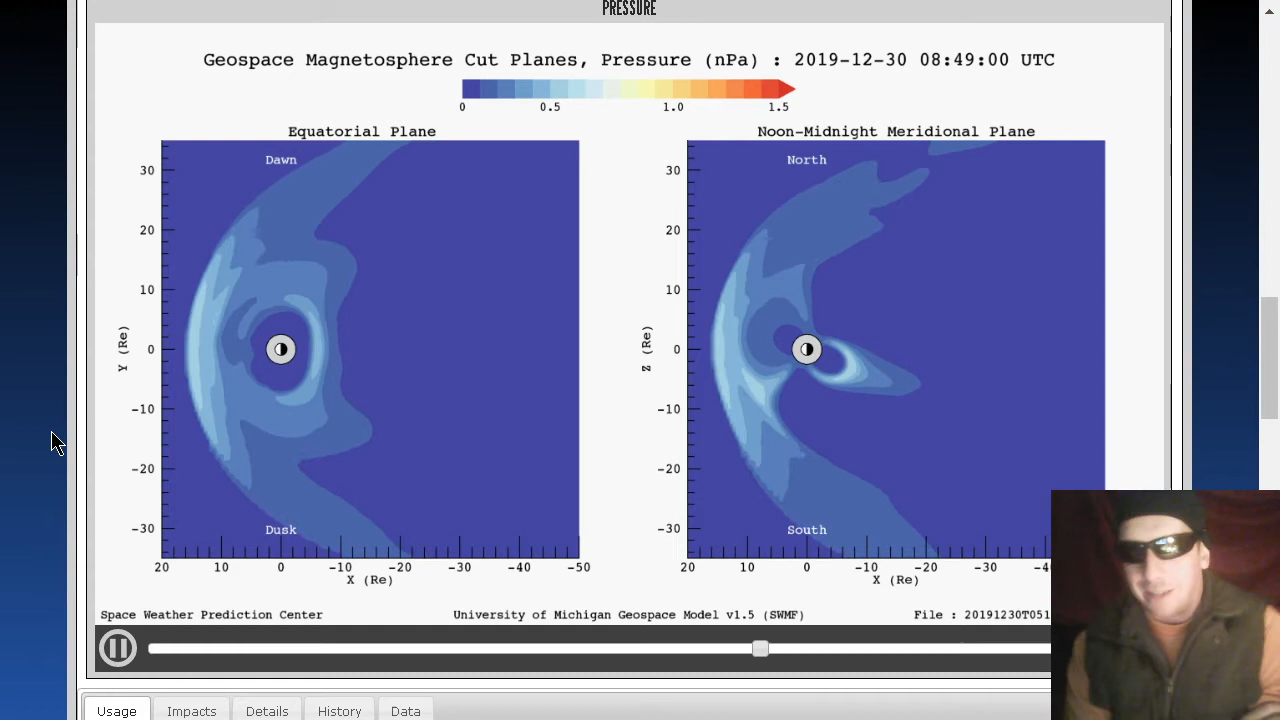 PRESSURE
Geospace Magnetosphere Cut Planes, Pressure (nPa) : 2019-12-30 08:49:00 UTC
0 0.5 1.0 1.5
Equatorial Plane
Dawn
30
20
10
0
-10
-20
-30
Y (Re)
Dusk
20 10 0 -10 -20 -30 -40 -50
X (Re)
Noon-Midnight Meridional Plane
North
30
20
10
0
-10
-20
-30
Z (Re)
South
20 10 0 -10 -20 -30 -4
X (Re)
Space Weather Prediction Center
University of Michigan Geospace Model v1.5 (SWMF)
File : 20191230T051
Usage Impacts Details History Data